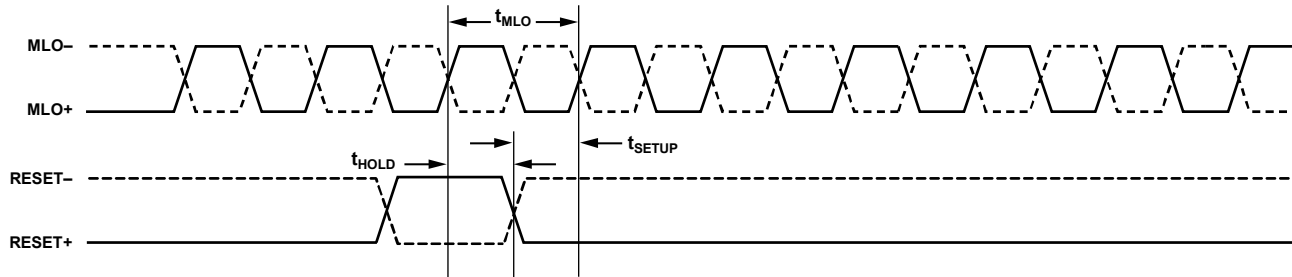 tMLO
MLO–
MLO+
tHOLD
tSETUP
RESET–
RESET+